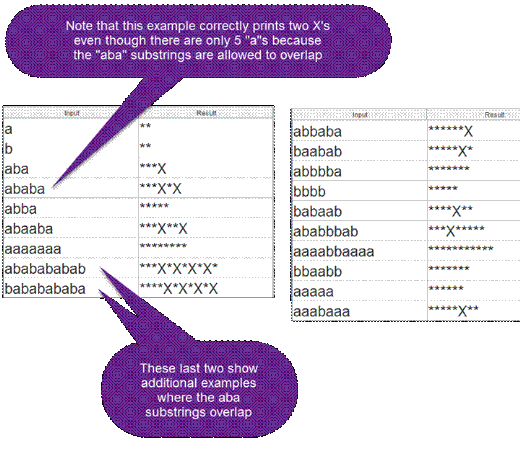 Note that this example correctly prints two X's
even though there are only 5 "a"s because
the "aba" substrings are allowed to overlap
Input Result
a **
b **
aba ***X
ababa ***X*X
abba *****
abaaba ***X**X
aaaaaaa ********
ababababab ***X*X*X*X*
bababababa ****X*X*X*X
Input Result
abbaba ******X
baabab *****X*
abbbba *******
bbbb *****
babaab ****X**
ababbbab ***X*****
aaaabbaaaa ***********
bbaabb *******
aaaaa ******
aaabaaa *****X**
These last two show
additional examples
where the aba
substrings overlap